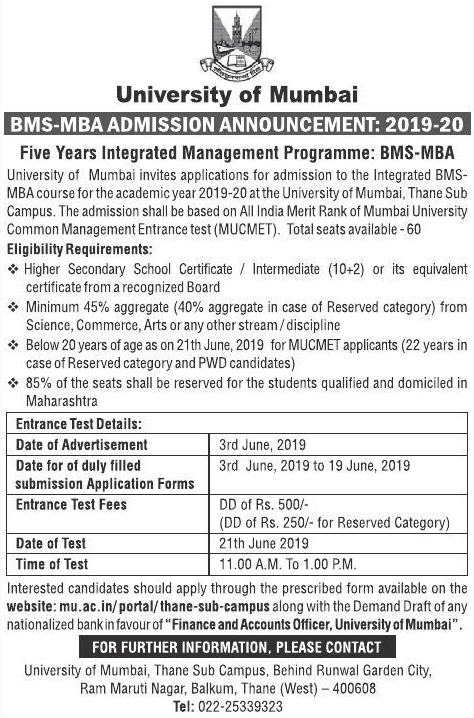 University of Mumbai
BMS-MBA ADMISSION ANNOUNCEMENT: 2019-20
Five Years Integrated Management Programme: BMS-MBA
University of Mumbai invites applications for admission to the Integrated BMS-
MBA course for the academic year 2019-20 at the University of Mumbai, Thane Sub
Campus. The admission shall be based on All India Merit Rank of Mumbai University
Common Management Entrance test (MUCMET). Total seats available - 60
Eligibility Requirements:
❖ Higher Secondary School Certificate / Intermediate (10+2) or its equivalent
certificate from a recognized Board
❖ Minimum 45% aggregate (40% aggregate in case of Reserved category) from
Science, Commerce, Arts or any other stream / discipline
❖ Below 20 years of age as on 21th June, 2019 for MUCMET applicants (22 years in
case of Reserved category and PWD candidates)
❖ 85% of the seats shall be reserved for the students qualified and domiciled in
Maharashtra
Entrance Test Details:
Date of Advertisement 3rd June, 2019
Date for of duly filled 3rd June, 2019 to 19 June, 2019
submission Application Forms
Entrance Test Fees DD of Rs. 500/-
(DD of Rs. 250/- for Reserved Category)
Date of Test 21th June 2019
Time of Test 11.00 A.M. To 1.00 P.M.
Interested candidates should apply through the prescribed form available on the
website: mu.ac.in/ portal/ thane-sub-campus along with the Demand Draft of any
nationalized bank in favour of “Finance and Accounts Officer, University of Mumbai”.
FOR FURTHER INFORMATION, PLEASE CONTACT
University of Mumbai, Thane Sub Campus, Behind Runwal Garden City,
Ram Maruti Nagar, Balkum, Thane (West) – 400608
Tel: 022-25339323